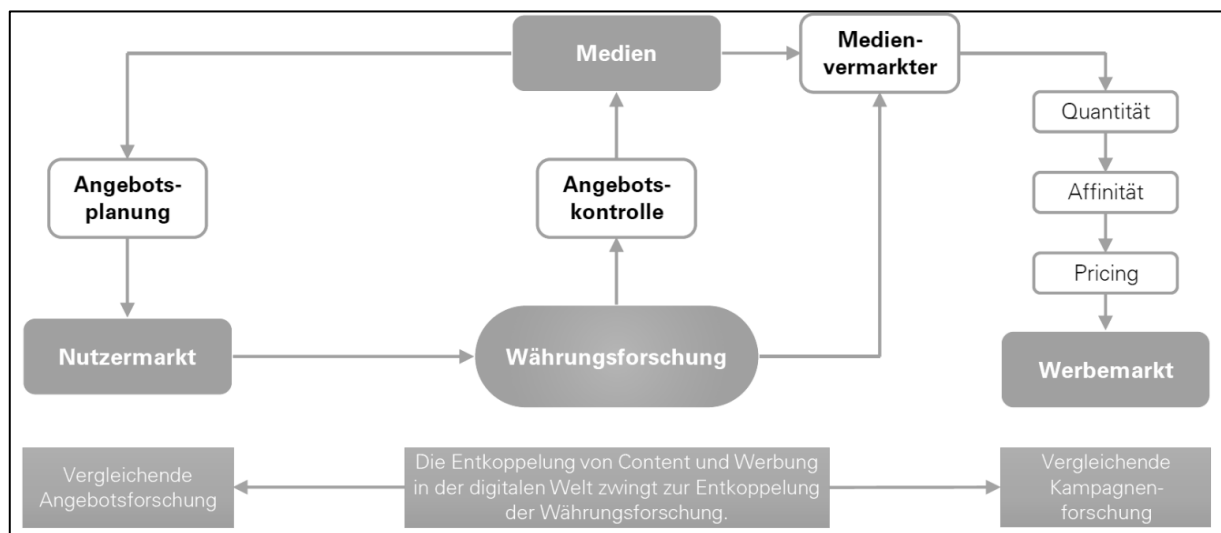 Medien
Medien-
vermarkter
Quantität
Angebots-
planung
Angebots-
kontrolle
Affinität
Pricing
Nutzermarkt
Währungsforschung
Werbemarkt
Vergleichende
Angebotsforschung
Die Entkoppelung von Content und Werbung
in der digitalen Welt zwingt zur Entkoppelung
der Währungsforschung.
Vergleichende
Kampagnen-
forschung